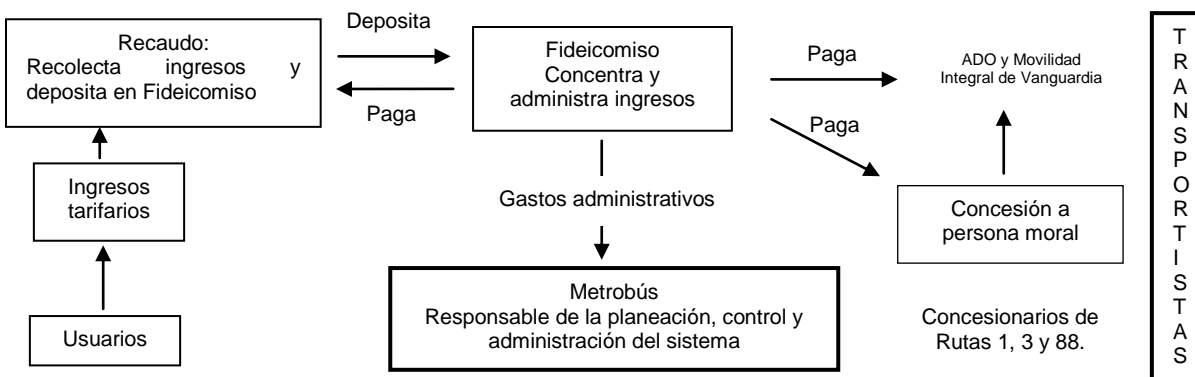 Recaudo:
Recolecta ingresos y
deposita en Fideicomiso
Deposita
Paga
Fideicomiso
Concentra y
administra ingresos
Paga
Paga
ADO y Movilidad
Integral de Vanguardia
Ingresos
tarifarios
Usuarios
Gastos administrativos
Metrobús
Responsable de la planeación, control y
administración del sistema
Concesión a
persona moral
Concesionarios de
Rutas 1, 3 y 88.
T
R
A
N
S
P
O
R
T
I
S
T
A
S